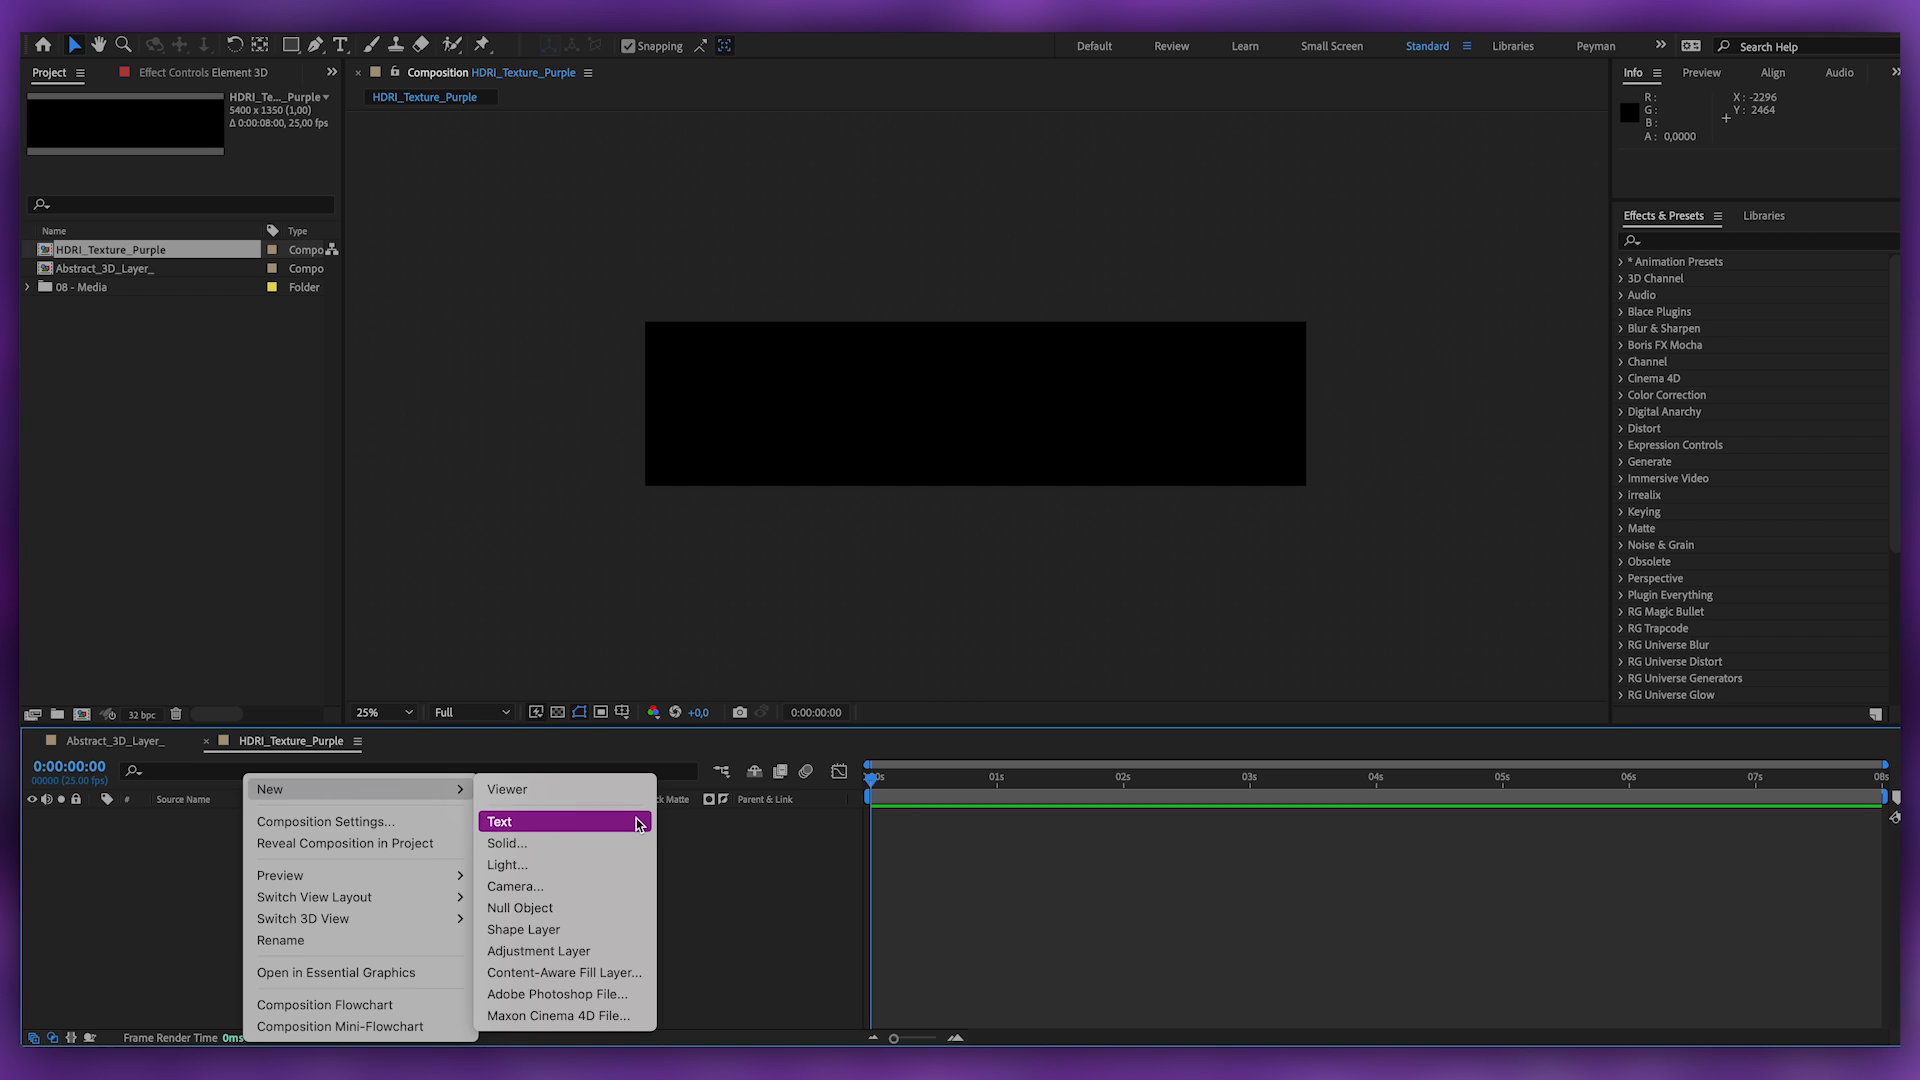 Snapping
Default
Review
Learn
Small Screen
Standard
Libraries
Peyman
Search Help
Project
Effect Controls Element 3D
HDRI_Te..._Purple
5400 x 1350 (1,00)
Δ 0:00:08:00, 25,00 fps
Composition HDRI_Texture_Purple
HDRI_Texture_Purple
Info
Preview
Align
Audio
R:
G:
B:
A: 0,0000
X: -2296
Y: 2464
Name
Type
HDRI_Texture_Purple
Compo
Abstract_3D_Layer_
Compo
08 - Media
Folder
Effects & Presets
Libraries
* Animation Presets
3D Channel
Audio
Blace Plugins
Blur & Sharpen
Boris FX Mocha
Channel
Cinema 4D
Color Correction
Digital Anarchy
Distort
Expression Controls
Generate
Immersive Video
irrealix
Keying
Matte
Noise & Grain
Obsolete
Perspective
Plugin Everything
RG Magic Bullet
RG Trapcode
RG Universe Blur
RG Universe Distort
RG Universe Generators
RG Universe Glow
32 bpc
25%
Full
+0,0
0:00:00:00
Abstract_3D_Layer_
HDRI_Texture_Purple
0:00:00:00
00000 (25.00 fps)
#
Source Name
ck Matte
Parent & Link
00s
01s
02s
03s
04s
05s
06s
07s
08s
New
Composition Settings...
Reveal Composition in Project
Preview
Switch View Layout
Switch 3D View
Rename
Open in Essential Graphics
Composition Flowchart
Composition Mini-Flowchart
Viewer
Text
Solid...
Light...
Camera...
Null Object
Shape Layer
Adjustment Layer
Content-Aware Fill Layer...
Adobe Photoshop File...
Maxon Cinema 4D File...
Frame Render Time 0ms